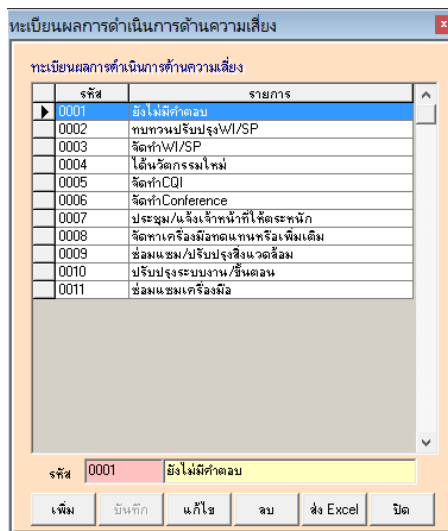 ทะเบียนผลการดำเนินการด้านความเสี่ยง
x
ทะเบียนผลการดำเนินการด้านความเสี่ยง
รหัส รายการ
0001 ยังไม่มีคำตอบ
0002 ทบทวนปรับปรุงWI/SP
0003 จัดทำWI/SP
0004 ได้นวัตกรรมใหม่
0005 จัดทำCQI
0006 จัดทำConference
0007 ประชุม/แจ้งเจ้าหน้าที่ให้ตระหนัก
0008 จัดหาเครื่องมือทดแทนหรือเพิ่มเติม
0009 ซ่อมแซม/ปรับปรุงสิ่งแวดล้อม
0010 ปรับปรุงระบบงาน/ขั้นตอน
0011 ซ่อมแซมเครื่องมือ
รหัส 0001 ยังไม่มีคำตอบ
เพิ่ม บันทึก แก้ไข ลบ ส่ง Excel ปิด